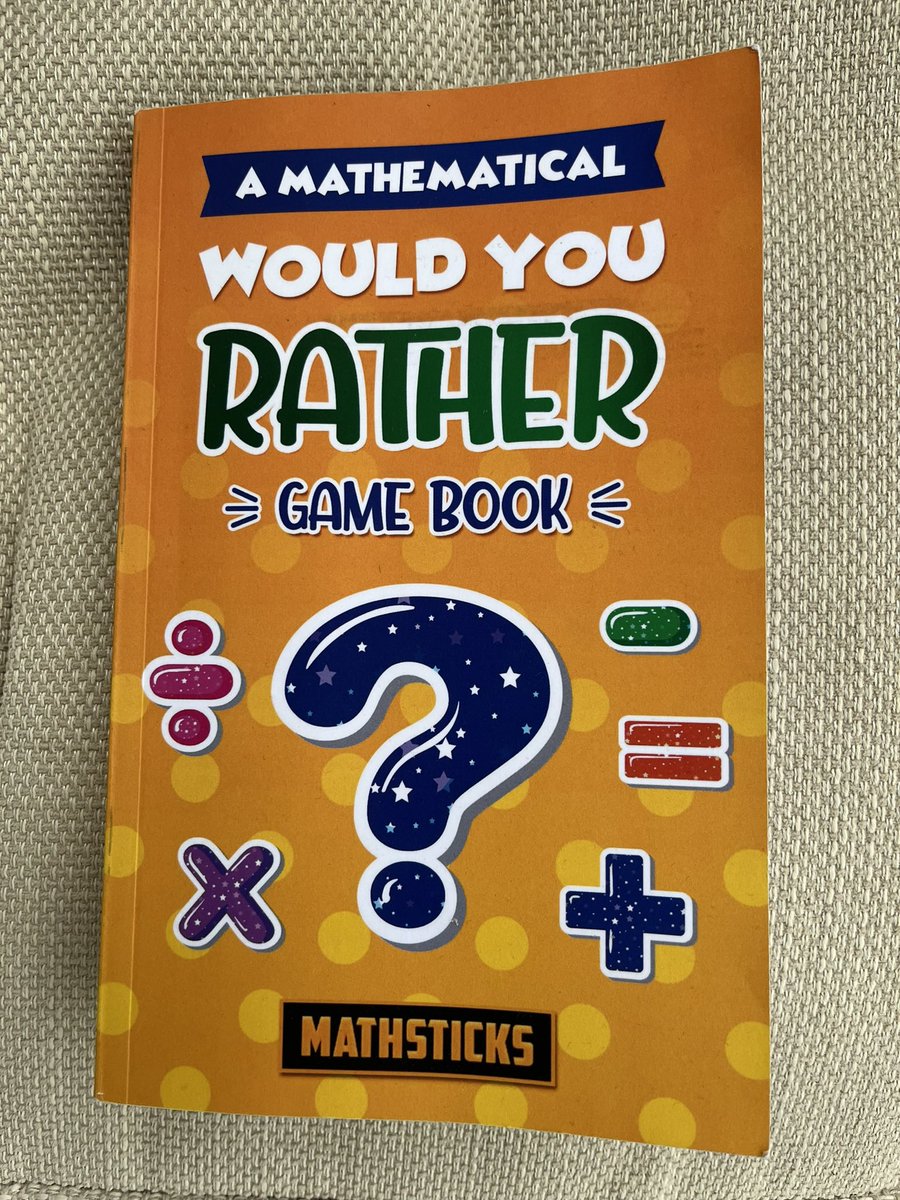 A MATHEMATICAL
WOULD YOU
RATHER
GAME BOOK
MATHSTICKS